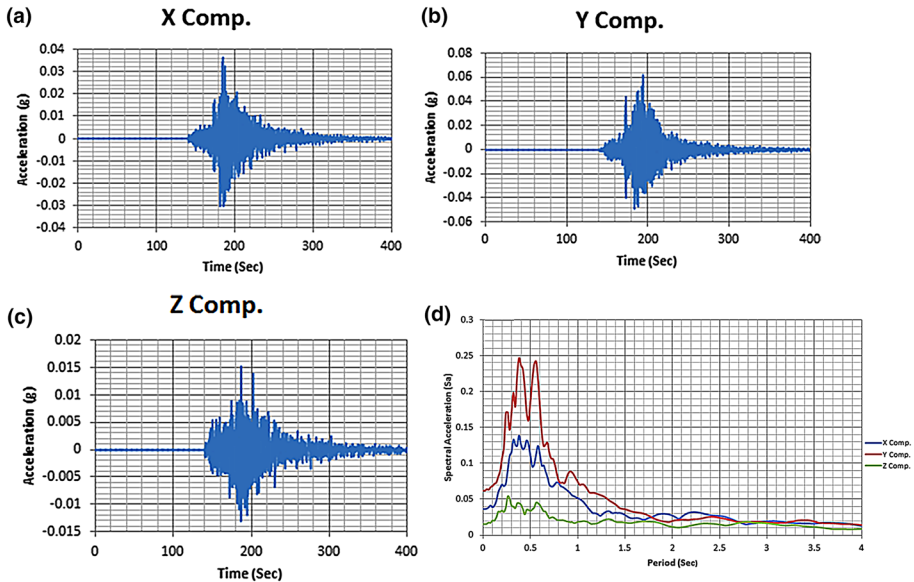 (a)
X Comp.
0.04
0.03
0.02
0.01
0
-0.01
-0.02
-0.03
-0.04
Acceleration (g)
0 100 200 300 400
Time (Sec)
(b)
Y Comp.
0.08
0.06
0.04
0.02
0
-0.02
-0.04
-0.06
Acceleration (g)
0 100 200 300 400
Time (Sec)
(c)
Z Comp.
0.02
0.015
0.01
0.005
0
-0.005
-0.01
-0.015
Acceleration (g)
0 100 200 300 400
Time (Sec)
(d)
0.3
0.25
0.2
0.15
0.1
0.05
0
Spectral Acceleration (Sa)
0 0.5 1 1.5 2 2.5 3 3.5 4
Period (Sec)
X Comp.
Y Comp.
Z Comp.